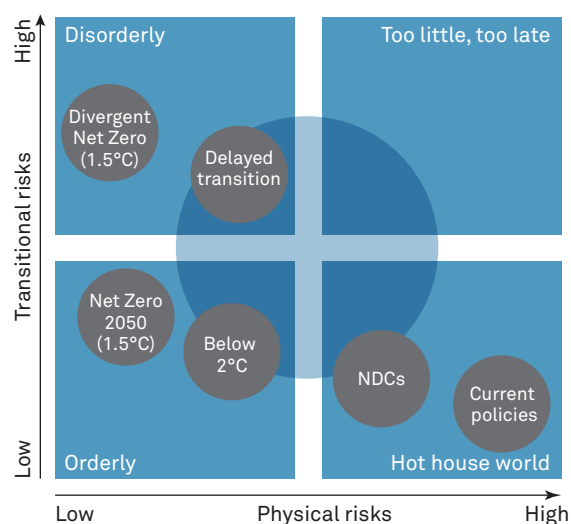 High
Transitional risks
Low
Disorderly
Too little, too late
Divergent
Net Zero
(1.5°C)
Delayed
transition
Net Zero
2050
(1.5°C)
Below
2°C
NDCs
Current
policies
Orderly
Hot house world
Low
Physical risks
High